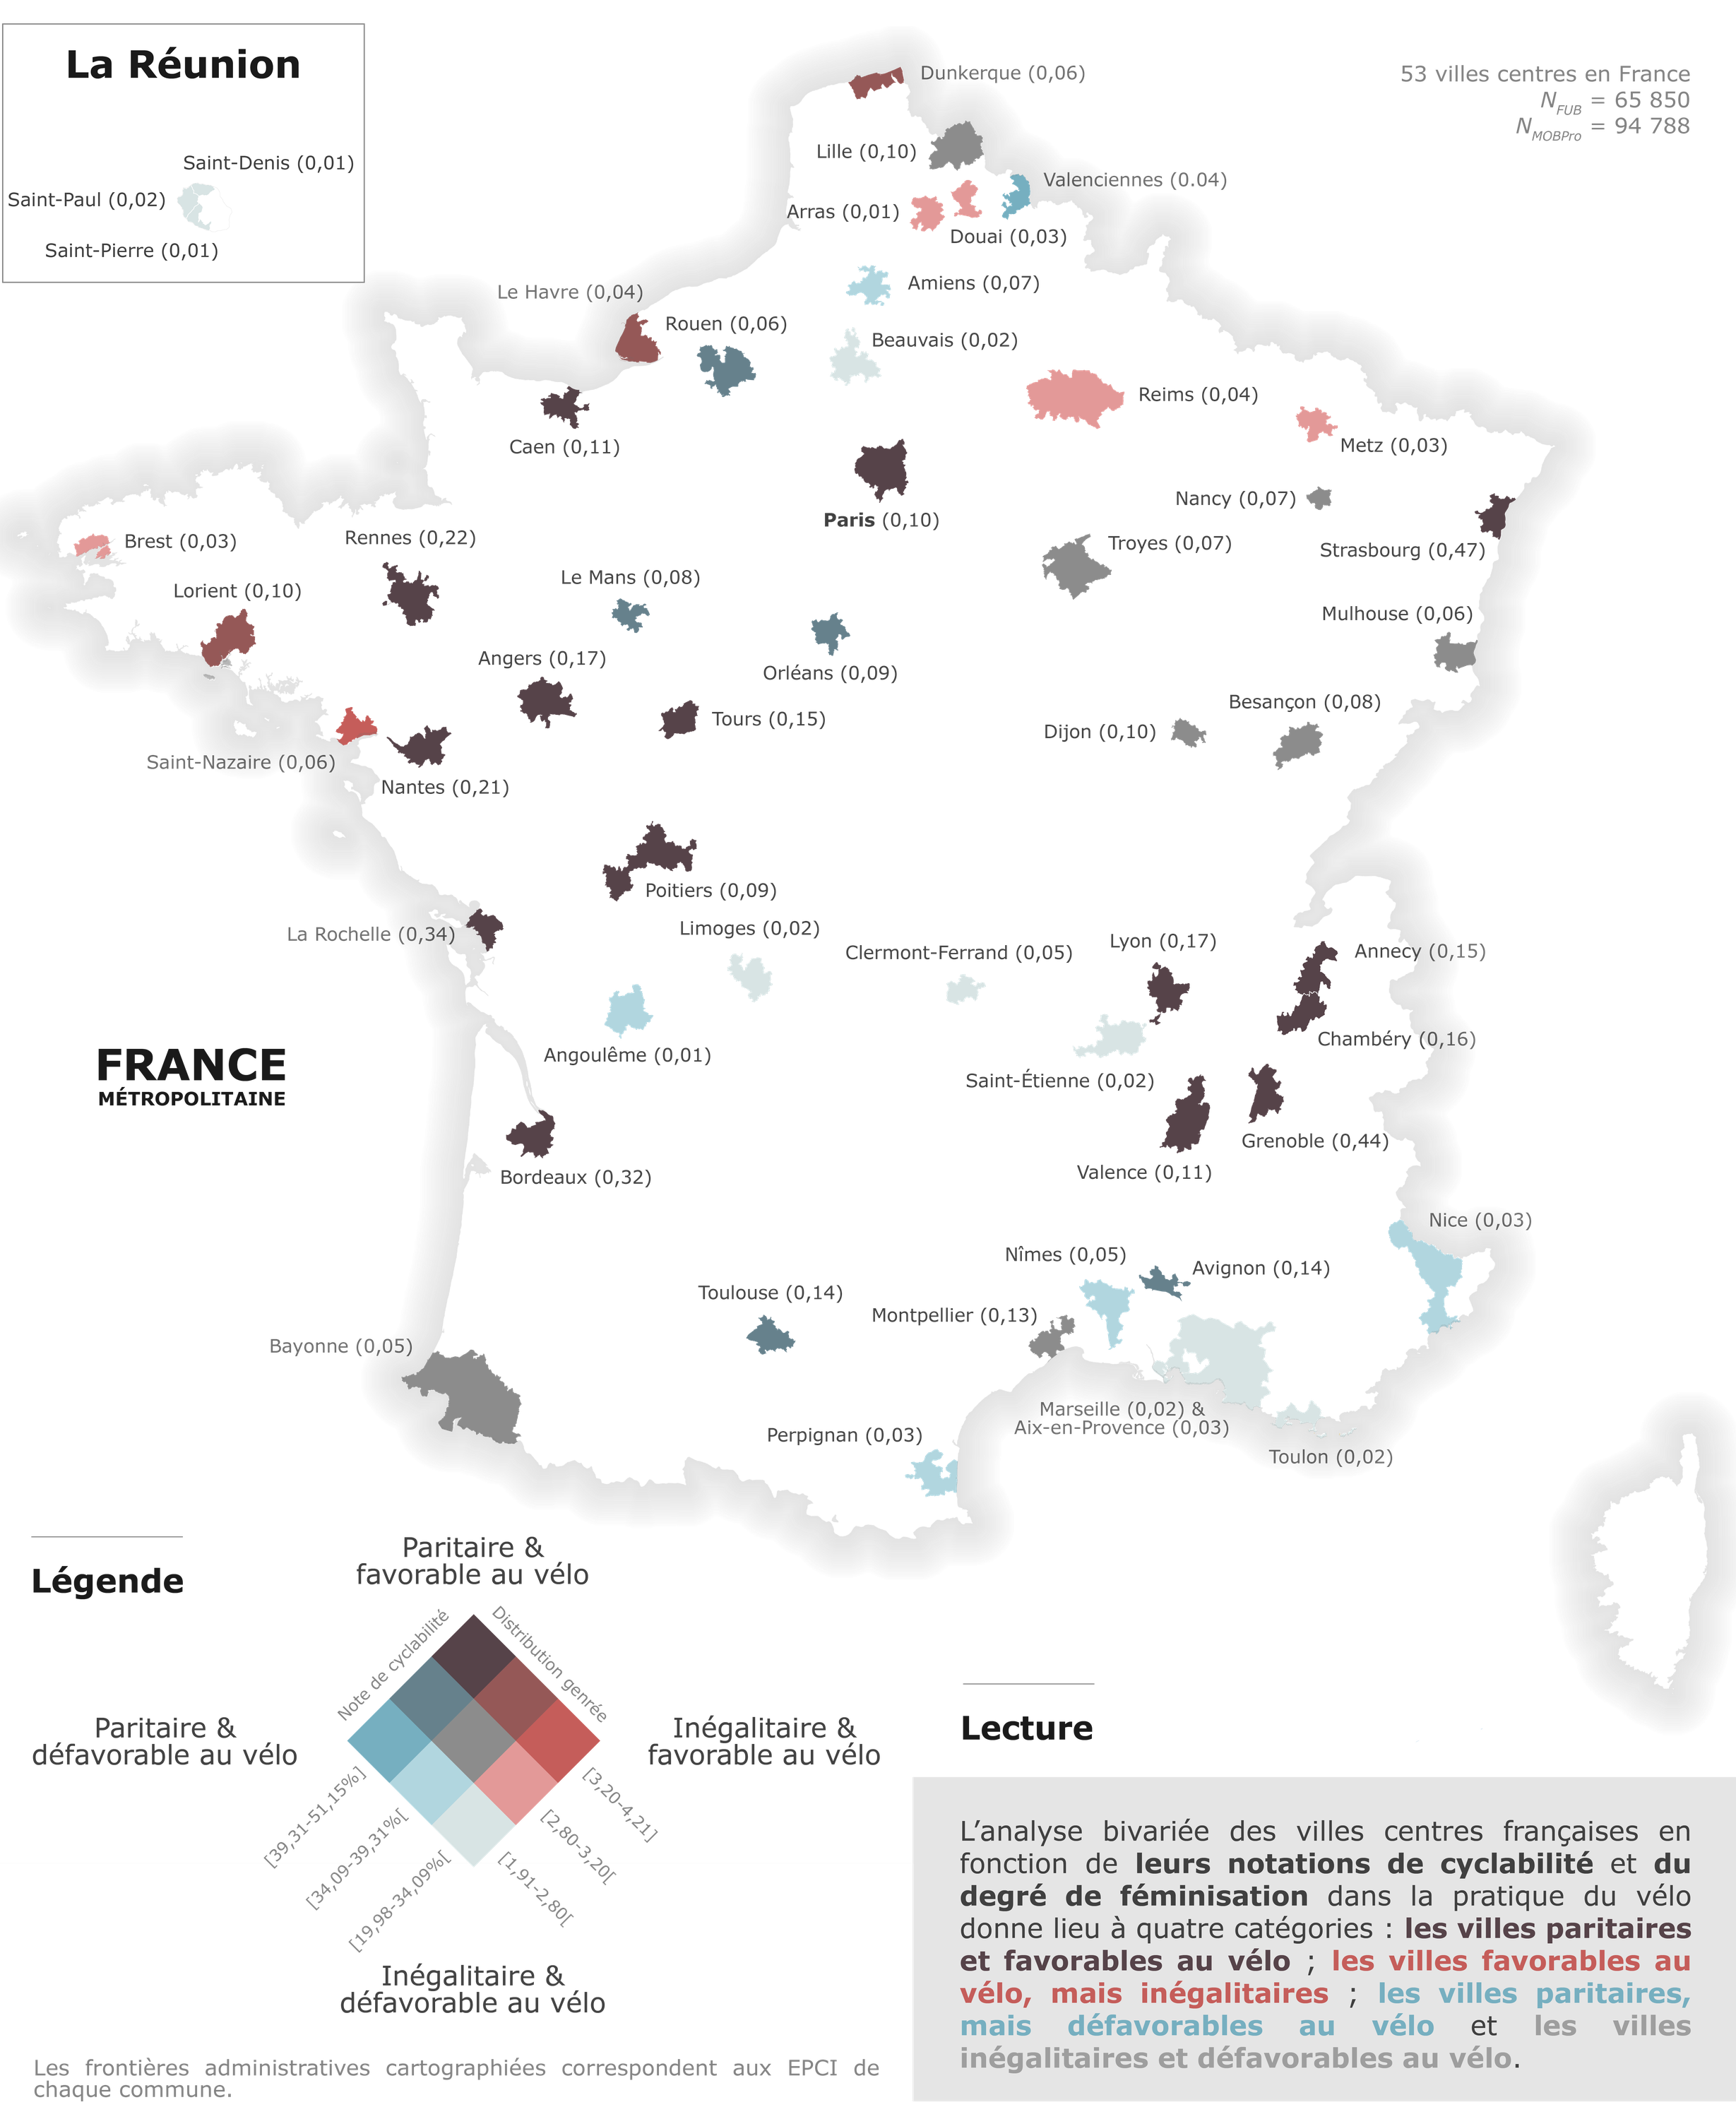 La Réunion
Saint-Denis (0,01)
Saint-Paul (0,02)
Saint-Pierre (0,01)
53 villes centres en France
N FUB = 65 850
N MOBPro = 94 788
Dunkerque (0,06)
Lille (0,10)
Valenciennes (0.04)
Arras (0,01)
Douai (0,03)
Amiens (0,07)
Le Havre (0,04)
Rouen (0,06)
Beauvais (0,02)
Reims (0,04)
Caen (0,11)
Metz (0,03)
Nancy (0,07)
Paris (0,10)
Brest (0,03)
Rennes (0,22)
Troyes (0,07)
Strasbourg (0,47)
Lorient (0,10)
Le Mans (0,08)
Mulhouse (0,06)
Angers (0,17)
Orléans (0,09)
Besançon (0,08)
Tours (0,15)
Dijon (0,10)
Saint-Nazaire (0,06)
Nantes (0,21)
Poitiers (0,09)
La Rochelle (0,34)
Limoges (0,02)
Clermont-Ferrand (0,05)
Lyon (0,17)
Annecy (0,15)
Angoulême (0,01)
Chambéry (0,16)
FRANCE
MÉTROPOLITAINE
Saint-Étienne (0,02)
Grenoble (0,44)
Valence (0,11)
Bordeaux (0,32)
Nice (0,03)
Nîmes (0,05)
Avignon (0,14)
Toulouse (0,14)
Montpellier (0,13)
Bayonne (0,05)
Marseille (0,02) &
Aix-en-Provence (0,03)
Perpignan (0,03)
Toulon (0,02)
Légende
Paritaire &
favorable au vélo
Note de cyclabilité
Distribution genrée
Paritaire &
défavorable au vélo
Inégalitaire &
favorable au vélo
[39,31-51,15%]
[34,09-39,31%[
[19,98-34,09%[
[3,20-4,21]
[2,80-3,20[
[1,91-2,80[
Inégalitaire &
défavorable au vélo
Les frontières administratives cartographiées correspondent aux EPCI de
chaque commune.
Lecture
L’analyse bivariée des villes centres françaises en
fonction de leurs notations de cyclabilité et du
degré de féminisation dans la pratique du vélo
donne lieu à quatre catégories : les villes paritaires
et favorables au vélo ; les villes favorables au
vélo, mais inégalitaires ; les villes paritaires,
mais défavorables au vélo et les villes
inégalitaires et défavorables au vélo.